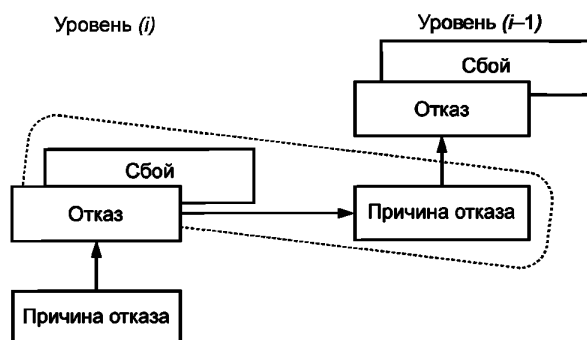 Уровень (i)
Уровень (i–1)
Сбой
Отказ
Сбой
Отказ
Причина отказа
Причина отказа